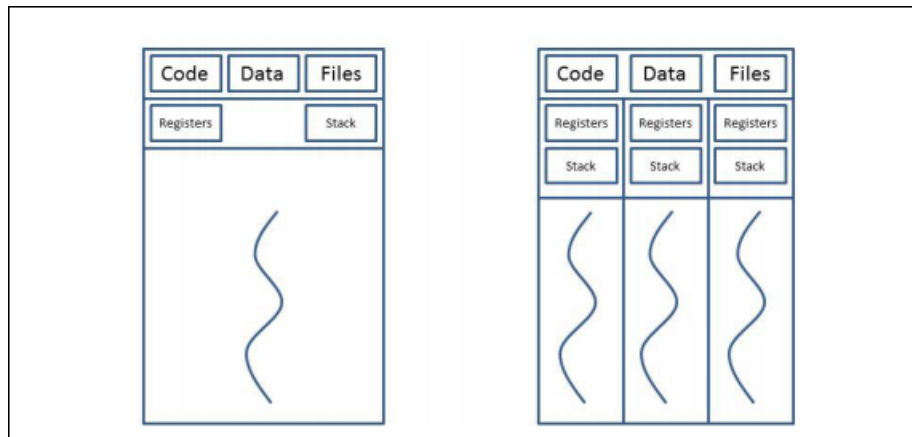 Code Data Files
Registers Stack
Code Data Files
Registers Registers Registers
Stack Stack Stack